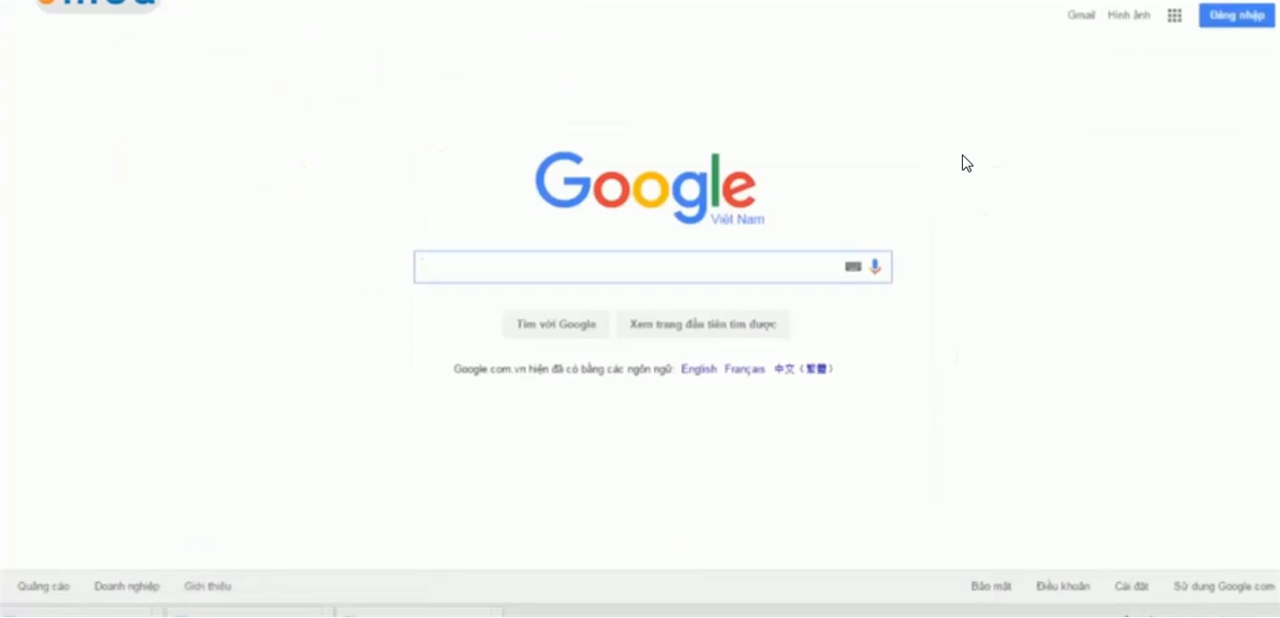 Gmail Hình ảnh Đăng nhập
Google
Việt Nam
Tìm với Google Xem trang đầu tiên tìm được
Google.com.vn hiện đã có bằng các ngôn ngữ: English Français 中文（繁體）
Quảng cáo Doanh nghiệp Giới thiệu Bảo mật Điều khoản Cài đặt Sử dụng Google.com